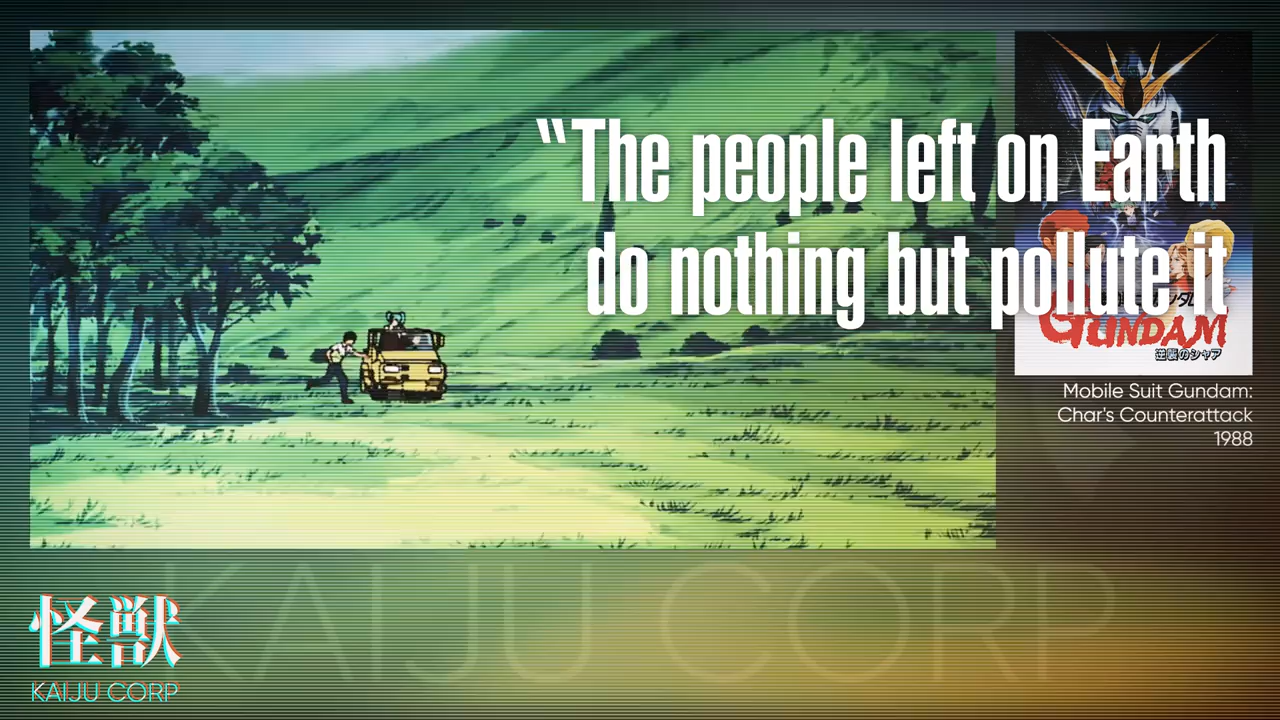 “The people left on Earth
do nothing but pollute it
GUNDAM
逆襲のシャア
Mobile Suit Gundam:
Char's Counterattack
1988
KAIJU CORP
怪獣
KAIJU CORP